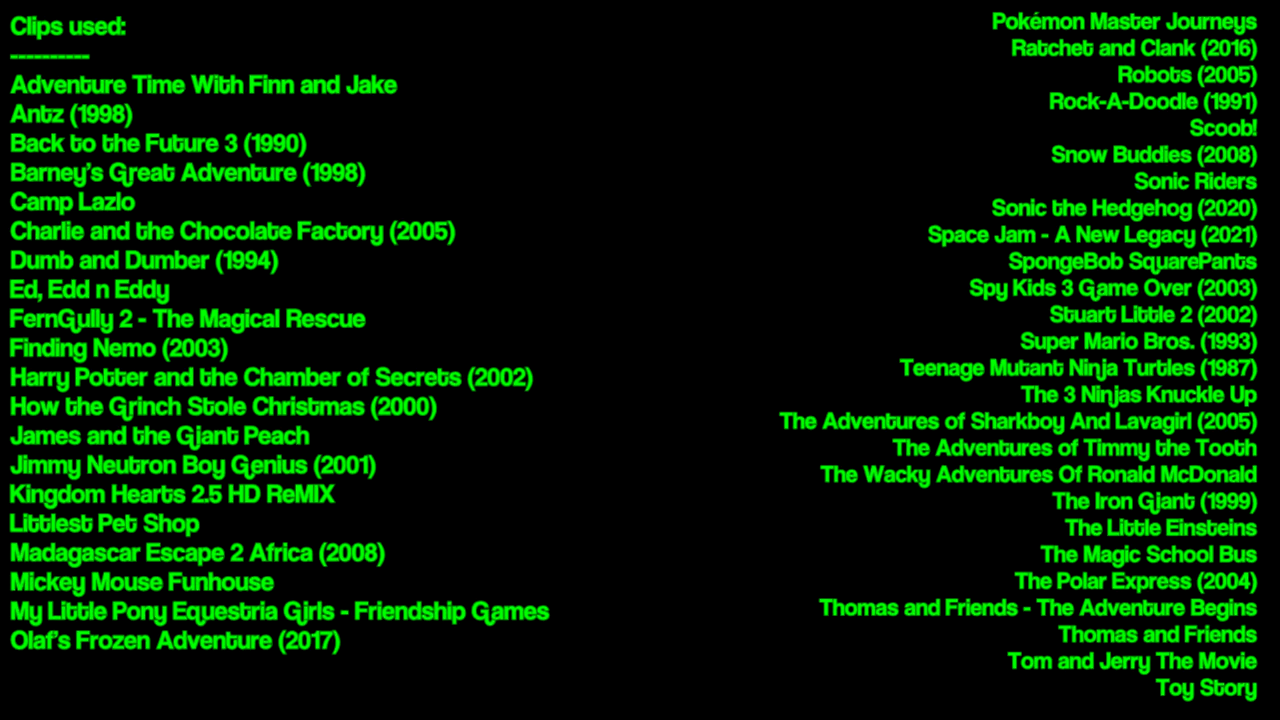 Clips used:
----------
Adventure Time With Finn and Jake
Antz (1998)
Back to the Future 3 (1990)
Barney's Great Adventure (1998)
Camp Lazlo
Charlie and the Chocolate Factory (2005)
Dumb and Dumber (1994)
Ed, Edd n Eddy
FernGully 2 - The Magical Rescue
Finding Nemo (2003)
Harry Potter and the Chamber of Secrets (2002)
How the Grinch Stole Christmas (2000)
James and the Giant Peach
Jimmy Neutron Boy Genius (2001)
Kingdom Hearts 2.5 HD ReMIX
Littlest Pet Shop
Madagascar Escape 2 Africa (2008)
Mickey Mouse Funhouse
My Little Pony Equestria Girls - Friendship Games
Olaf's Frozen Adventure (2017)
Pokémon Master Journeys
Ratchet and Clank (2016)
Robots (2005)
Rock-A-Doodle (1991)
Scoob!
Snow Buddies (2008)
Sonic Riders
Sonic the Hedgehog (2020)
Space Jam - A New Legacy (2021)
SpongeBob SquarePants
Spy Kids 3 Game Over (2003)
Stuart Little 2 (2002)
Super Mario Bros. (1993)
Teenage Mutant Ninja Turtles (1987)
The 3 Ninjas Knuckle Up
The Adventures of Sharkboy And Lavagirl (2005)
The Adventures of Timmy the Tooth
The Wacky Adventures Of Ronald McDonald
The Iron Giant (1999)
The Little Einsteins
The Magic School Bus
The Polar Express (2004)
Thomas and Friends - The Adventure Begins
Thomas and Friends
Tom and Jerry The Movie
Toy Story